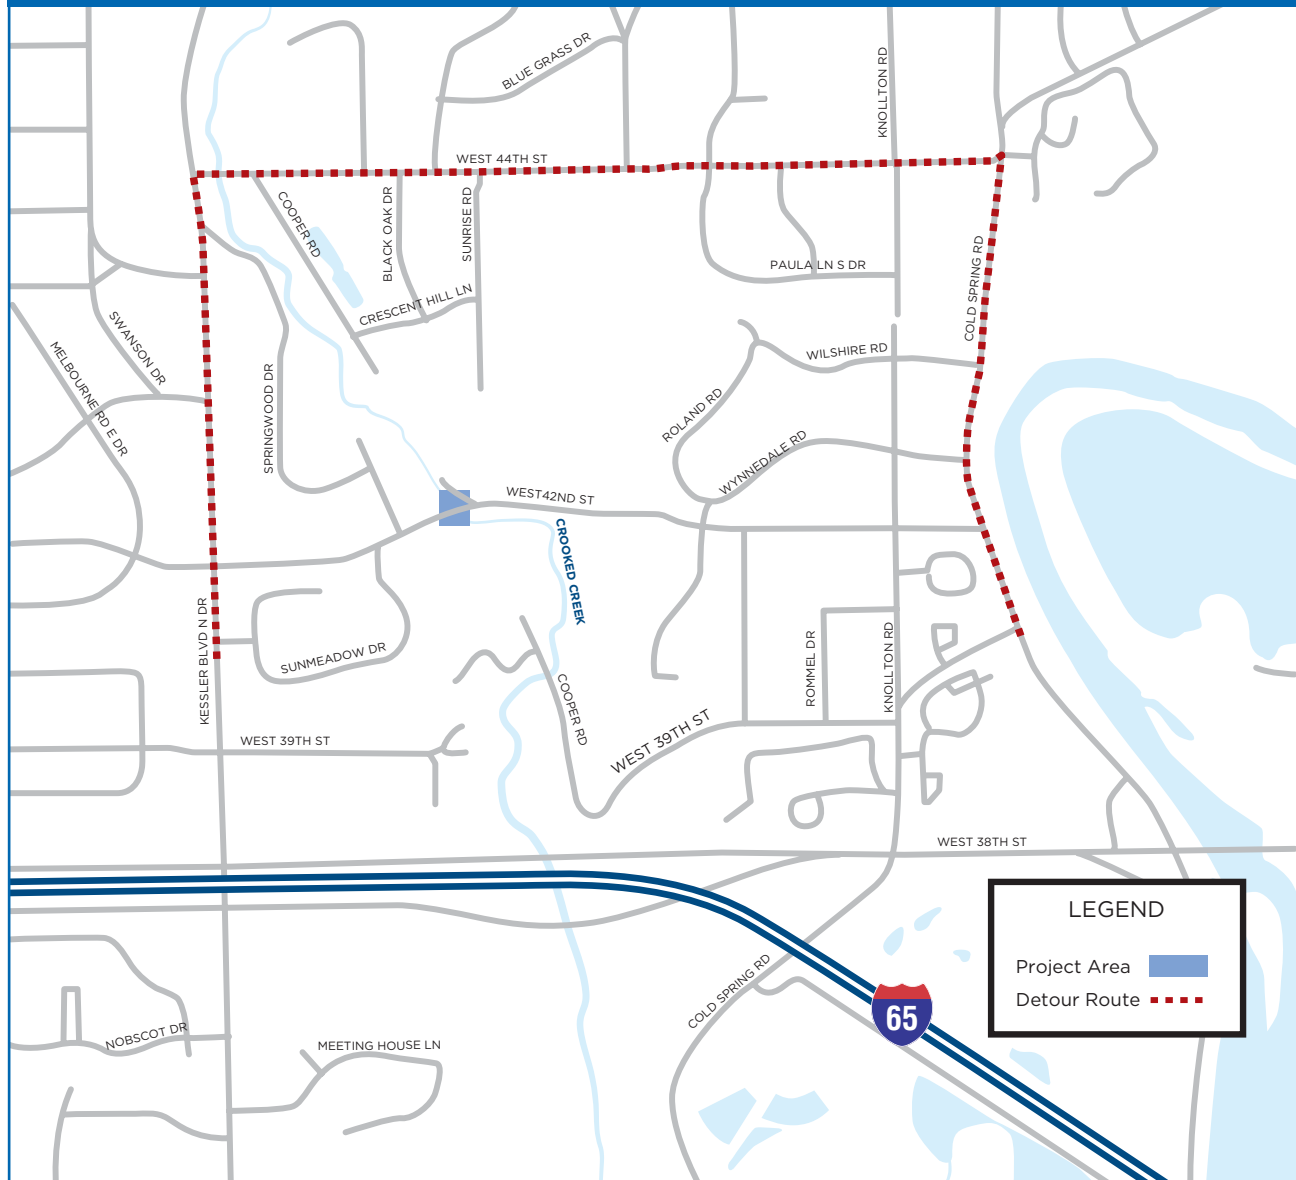 BLUE GRASS DR
KNOLLTON RD
WEST 44TH ST
COOPER RD
BLACK OAK DR
SUNRISE RD
PAULA LN S DR
COLD SPRING RD
CRESCENT HILL LN
SWANSON DR
MELBOURNE RD E DR
WILSHIRE RD
SPRINGWOOD DR
ROLAND RD
WYNNEDALE RD
WEST42ND ST
CROOKED CREEK
KESSLER BLVD N DR
SUNMEADOW DR
ROMMEL DR
KNOLLTON RD
COOPER RD
WEST 39TH ST
WEST 39TH ST
WEST 38TH ST
LEGEND
Project Area
Detour Route
COLD SPRING RD
65
NOBSCOT DR
MEETING HOUSE LN